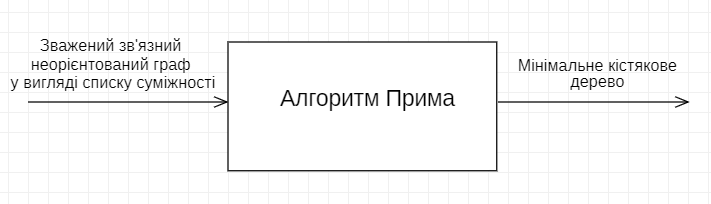 Зважений зв'язний
неорієнтований граф
у вигляді списку суміжності
Алгоритм Прима
Мінімальне кістякове
дерево